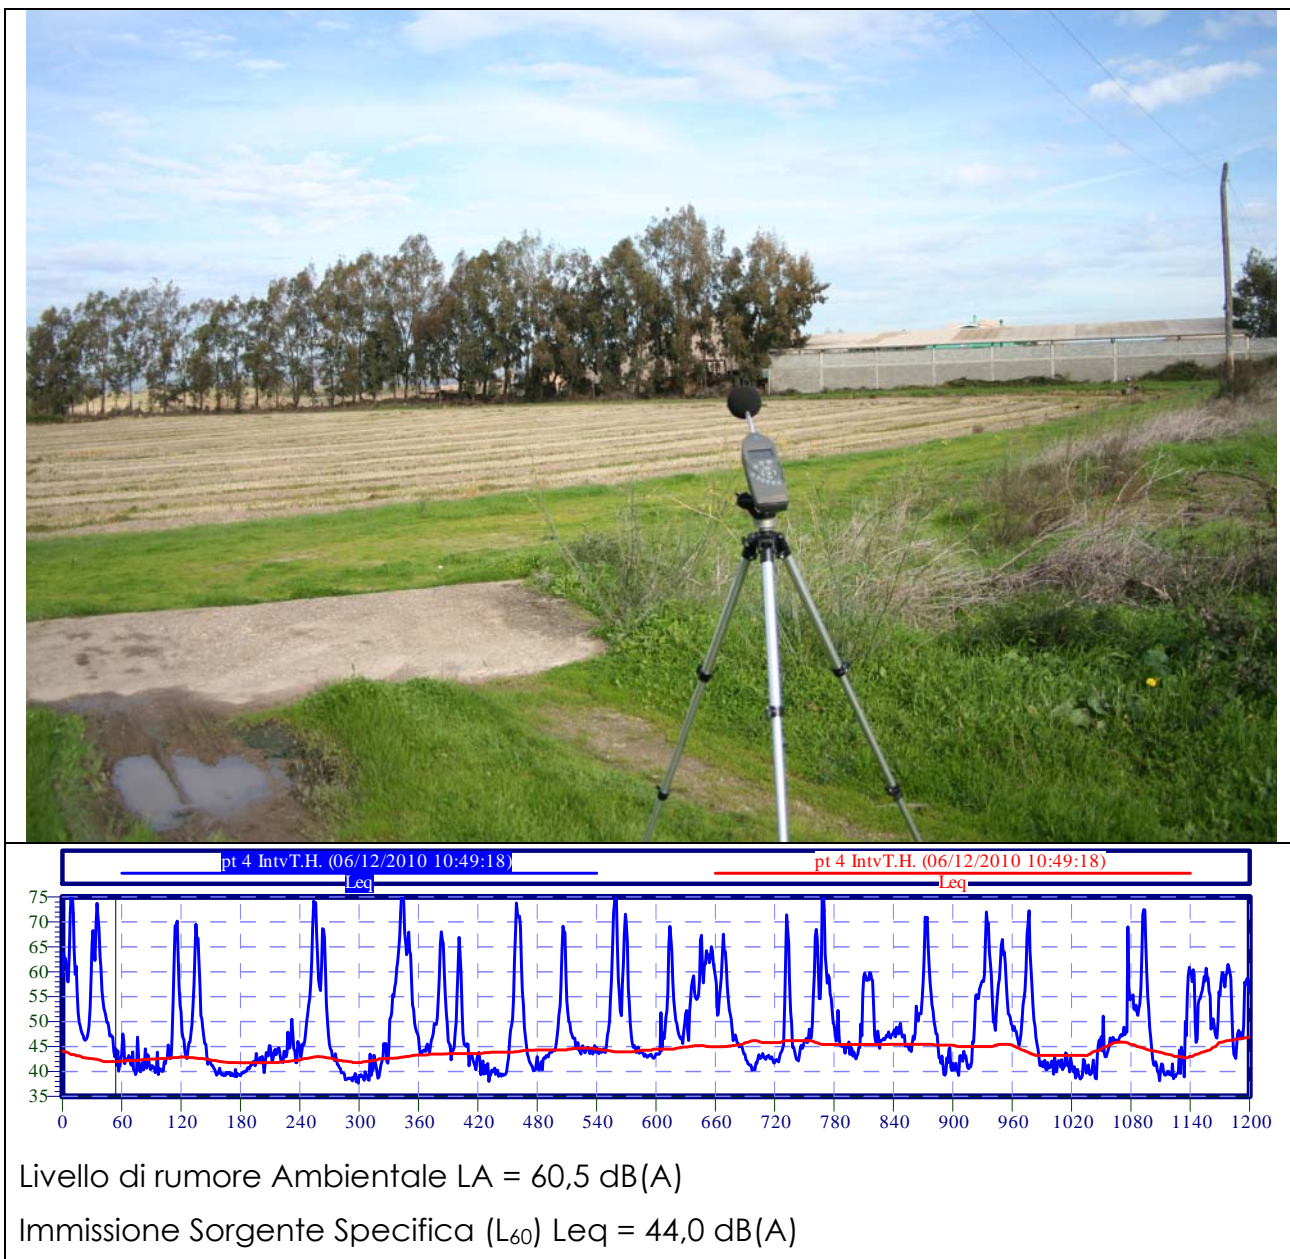 pt 4 IntvT.H. (06/12/2010 10:49:18)
Leq
pt 4 IntvT.H. (06/12/2010 10:49:18)
Leq
75
70
65
60
55
50
45
40
35
0 60 120 180 240 300 360 420 480 540 600 660 720 780 840 900 960 1020 1080 1140 1200
Livello di rumore Ambientale LA = 60,5 dB(A)
Immissione Sorgente Specifica (L60) Leq = 44,0 dB(A)